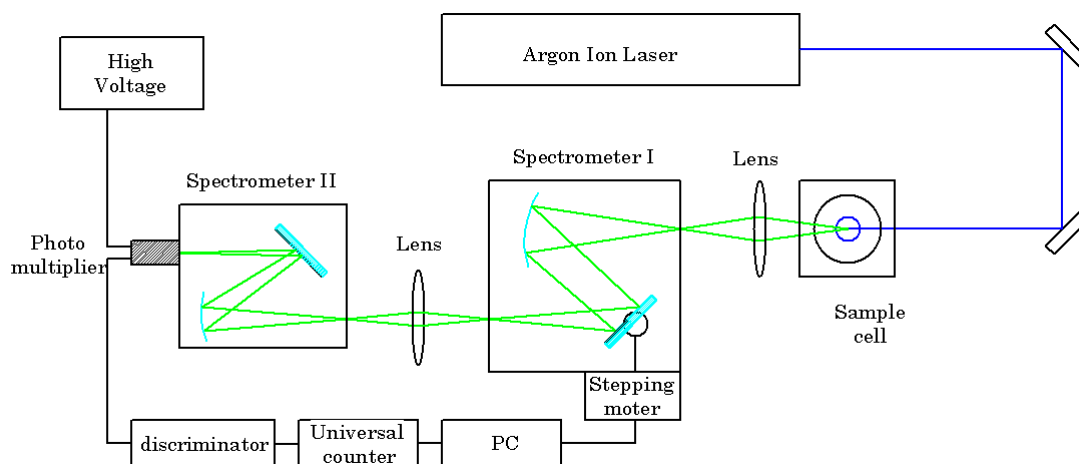 Argon Ion Laser
High
Voltage
Spectrometer I
Lens
Spectrometer II
Photo
multiplier
Lens
Sample
cell
Stepping
moter
discriminator
Universal
counter
PC